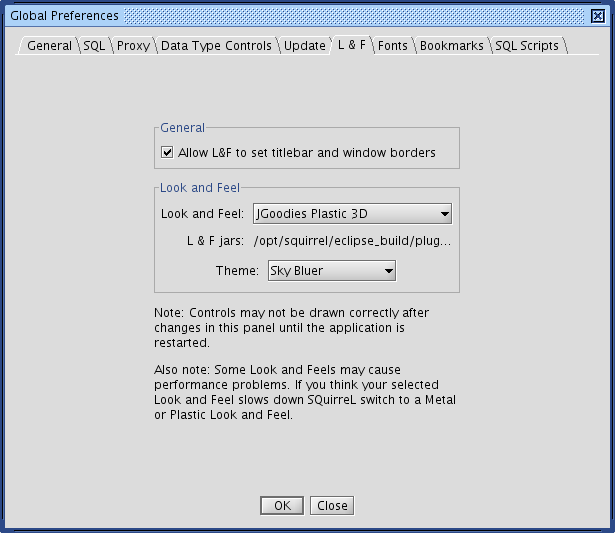 Global Preferences
General SQL Proxy Data Type Controls Update L & F Fonts Bookmarks SQL Scripts
General
Allow L&F to set titlebar and window borders
Look and Feel
Look and Feel: JGoodies Plastic 3D
L & F jars: /opt/squirrel/eclipse_build/plug...
Theme: Sky Bluer
Note: Controls may not be drawn correctly after
changes in this panel until the application is
restarted.
Also note: Some Look and Feels may cause
performance problems. If you think your selected
Look and Feel slows down SQuirreL switch to a Metal
or Plastic Look and Feel.
OK Close